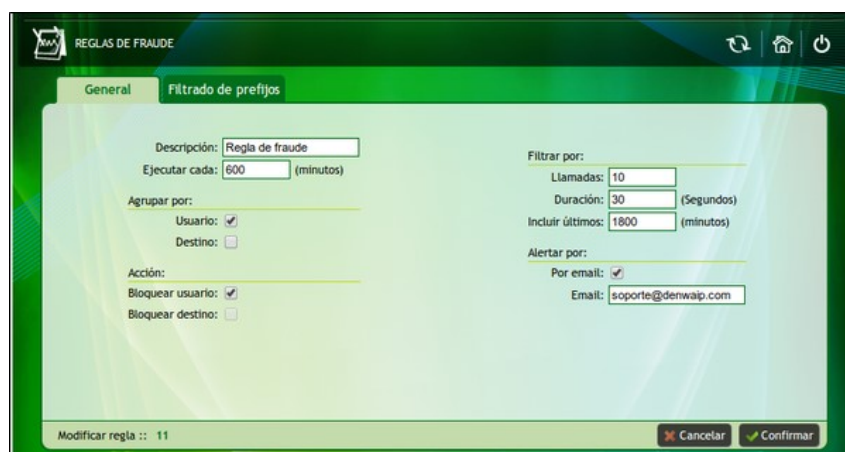 REGLAS DE FRAUDE
General
Filtrado de prefijos
Descripción: Regla de fraude
Ejecutar cada: 600 (minutos)
Agrupar por:
Usuario:
Destino:
Acción:
Bloquear usuario:
Bloquear destino:
Filtrar por:
Llamadas: 10
Duración: 30 (Segundos)
Incluir últimos: 1800 (minutos)
Alertar por:
Por email:
Email: soporte@denwaip.com
Modificar regla :: 11
Cancelar
Confirmar